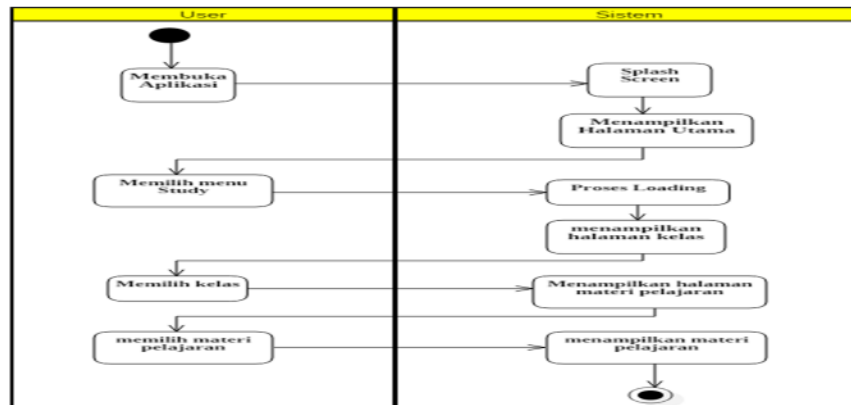 User
Sistem
Membuka
Aplikasi
Splash
Screen
Menampilkan
Halaman Utama
Memilih menu
Study
Proses Loading
menampilkan
halaman kelas
Memilih kelas
Menampilkan halaman
materi pelajaran
memilih materi
pelajaran
menampilkan materi
pelajaran